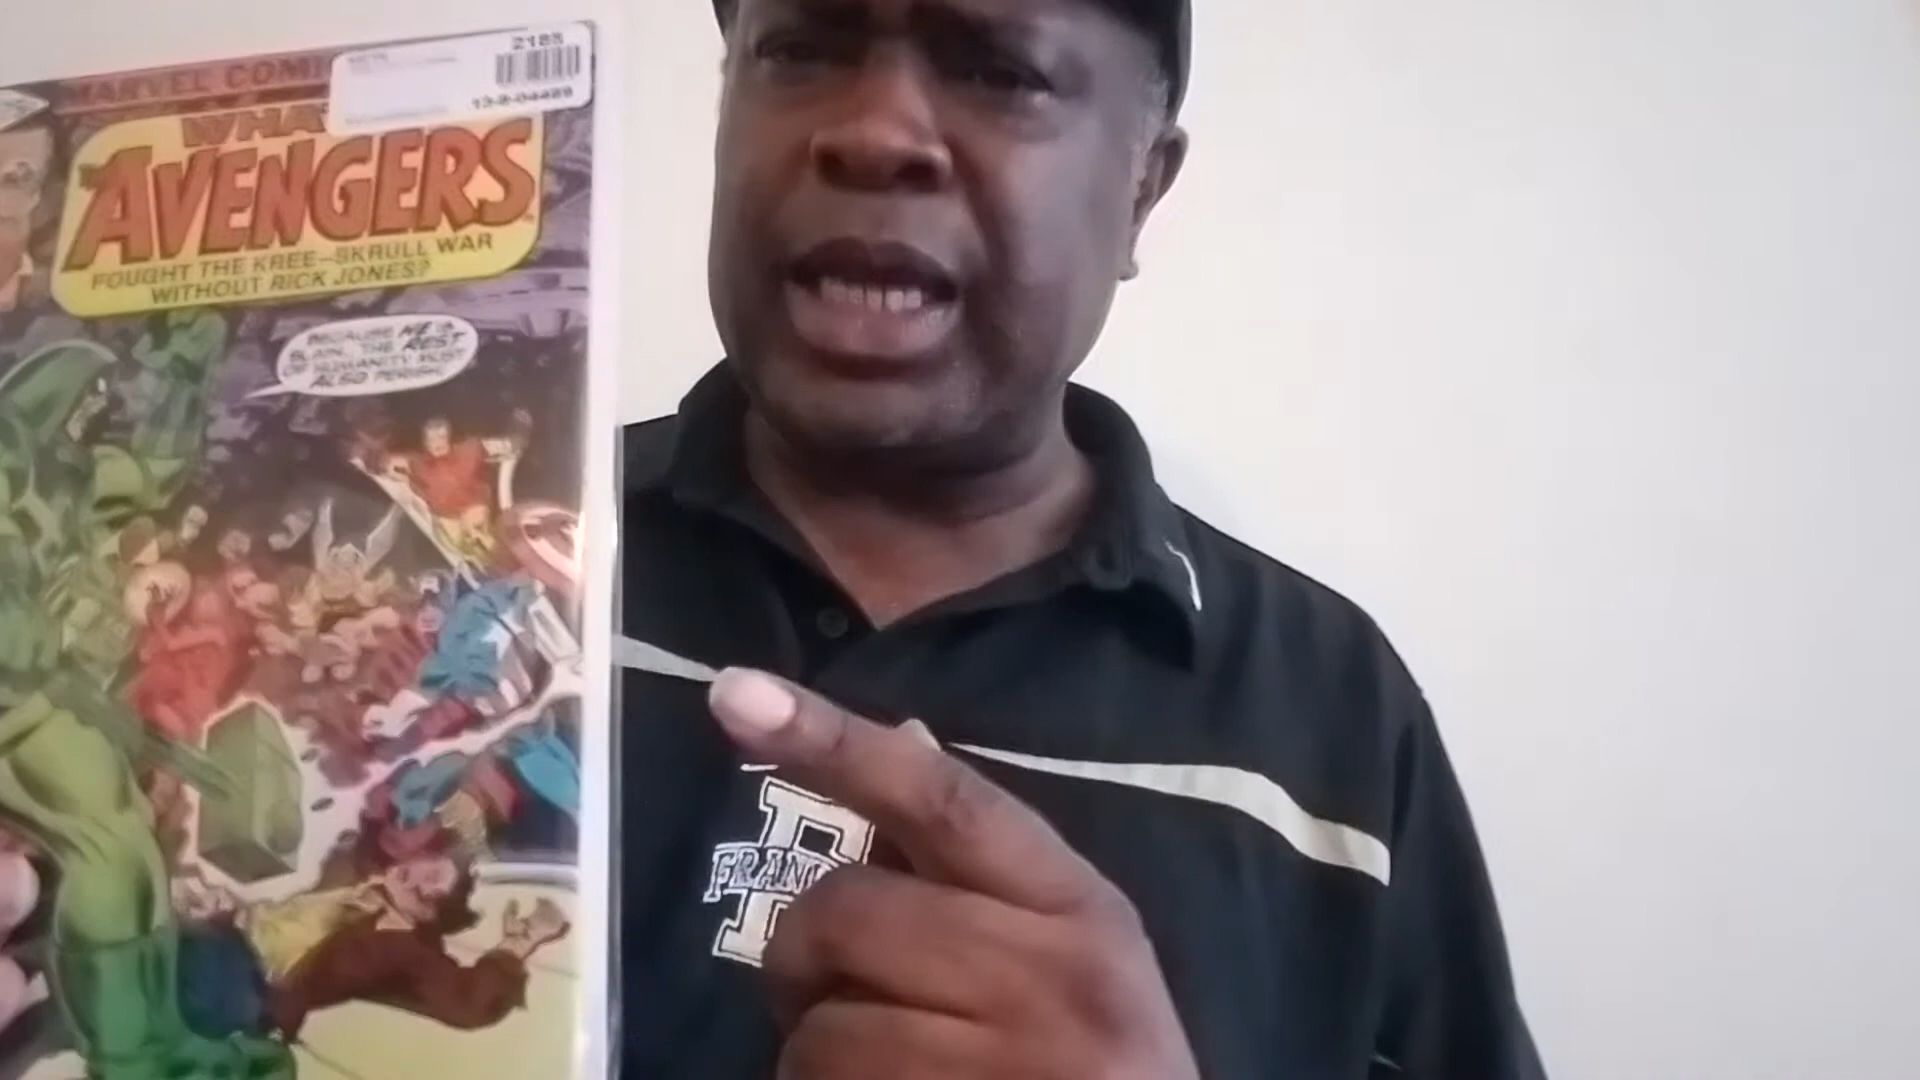 2185
13-8-04489
MARVEL COMI
WHA
AVENGERS
FOUGHT THE KREE-SKRULL WAR
WITHOUT RICK JONES?
BECAUSE HE IS
SLAIN, THE REST
OF HUMANITY MUST
ALSO PERISH!
F
FRAN